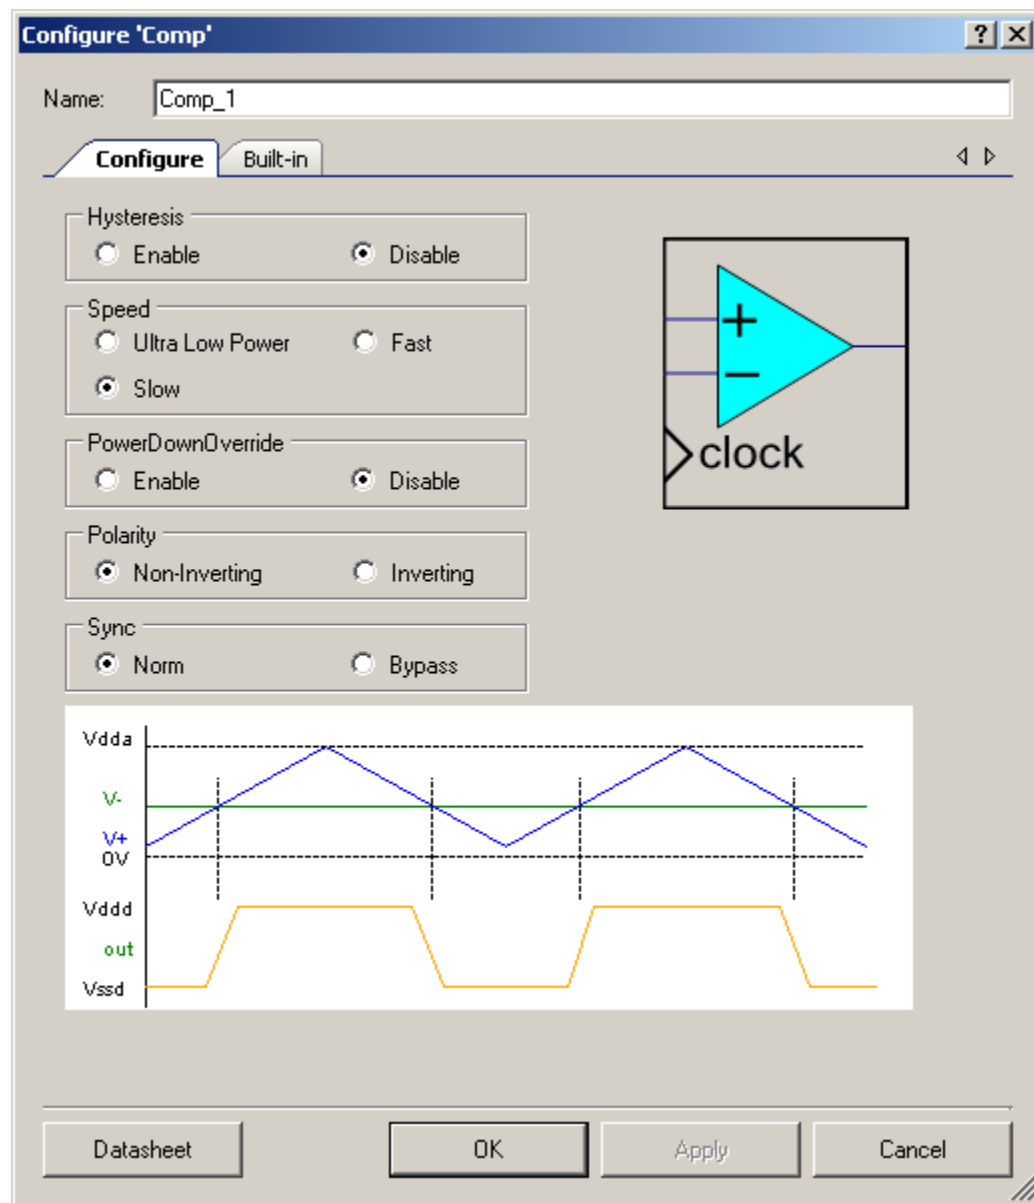 Configure 'Comp'
Name: Comp_1
Configure Built-in
Hysteresis
Enable Disable
Speed
Ultra Low Power Fast
Slow
PowerDownOverride
Enable Disable
Polarity
Non-Inverting Inverting
Sync
Norm Bypass
+
−
clock
Vdda
V-
V+
0V
Vddd
out
Vssd
Datasheet OK Apply Cancel